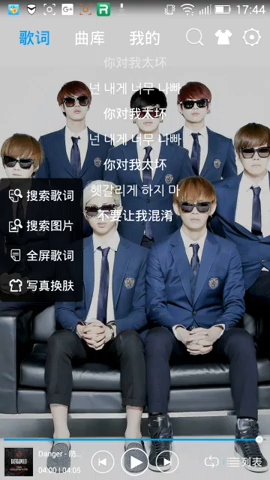 17:44
歌词 曲库 我的
你对我太坏
넌 내게 너무 나빠
你对我太坏
넌 내게 너무 나빠
你对我太坏
헷갈리게 하지 마
不要让我混淆
搜索歌词
搜索图片
全屏歌词
写真换肤
Danger - 防...
04:00 | 04:05
列表